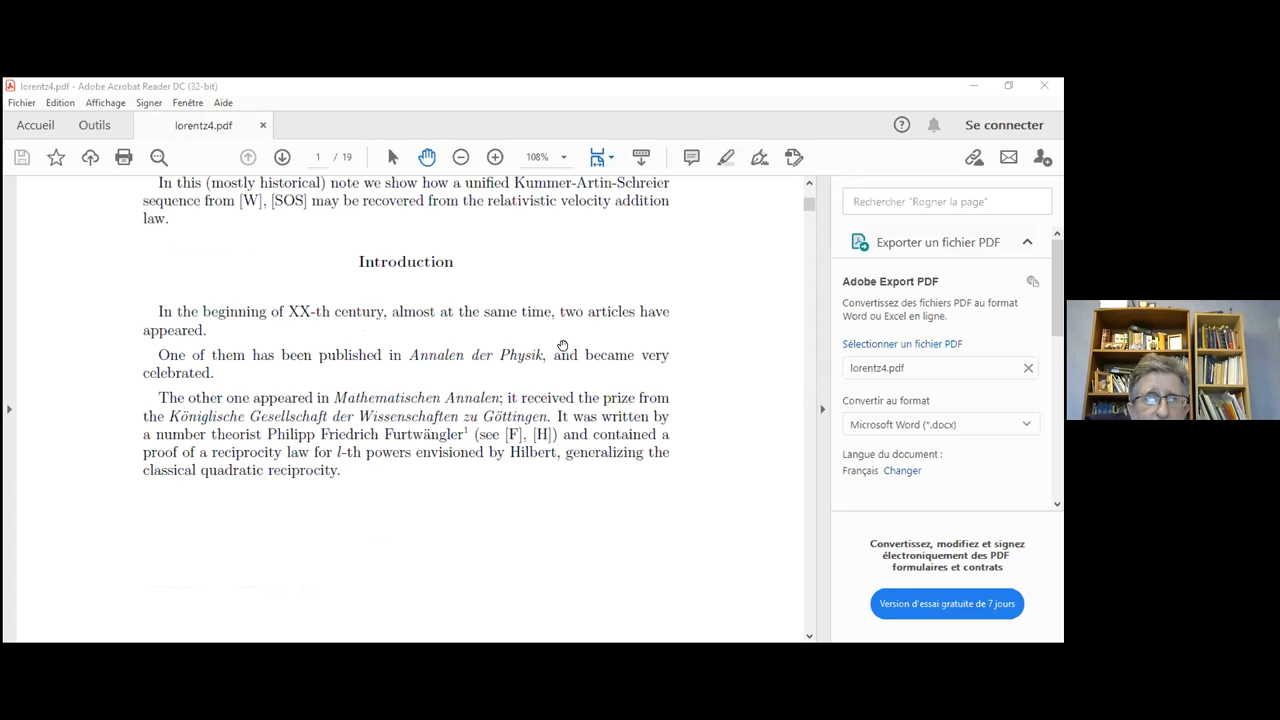 lorentz4.pdf - Adobe Acrobat Reader DC (32-bit)
Fichier Edition Affichage Signer Fenêtre Aide
Accueil Outils lorentz4.pdf × Se connecter
1 / 19 108%
In this (mostly historical) note we show how a unified Kummer-Artin-Schreier
sequence from [W], [SOS] may be recovered from the relativistic velocity addition
law.
Introduction
In the beginning of XX-th century, almost at the same time, two articles have
appeared.
One of them has been published in Annalen der Physik, and became very
celebrated.
The other one appeared in Mathematischen Annalen; it received the prize from
the Königliche Gesellschaft der Wissenschaften zu Göttingen. It was written by
a number theorist Philipp Friedrich Furtwängler¹ (see [F], [H]) and contained a
proof of a reciprocity law for l-th powers envisioned by Hilbert, generalizing the
classical quadratic reciprocity.
Rechercher "Rogner la page"
Exporter un fichier PDF
Adobe Export PDF
Convertissez des fichiers PDF au format
Word ou Excel en ligne.
Sélectionner un fichier PDF
lorentz4.pdf
Convertir au format
Microsoft Word (*.docx)
Langue du document :
Français Changer
Convertissez, modifiez et signez
électroniquement des PDF
formulaires et contrats
Version d'essai gratuite de 7 jours